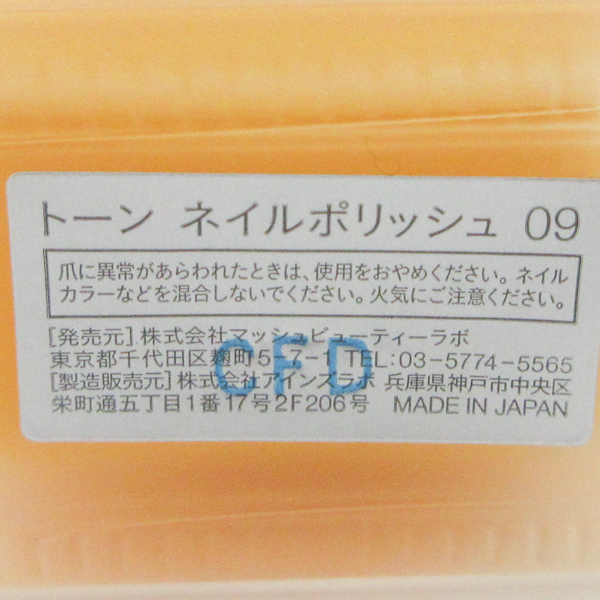 トーン ネイルポリッシュ 09
爪に異常があらわれたときは、使用をおやめください。ネイル
カラーなどを混合しないでください。火気にご注意ください。
[発売元] 株式会社マッシュビューティーラボ
東京都千代田区麹町5-7-1 TEL:03-5774-5565
[製造販売元] 株式会社アインズラボ 兵庫県神戸市中央区
栄町通五丁目1番17号2F206号 MADE IN JAPAN
CFD